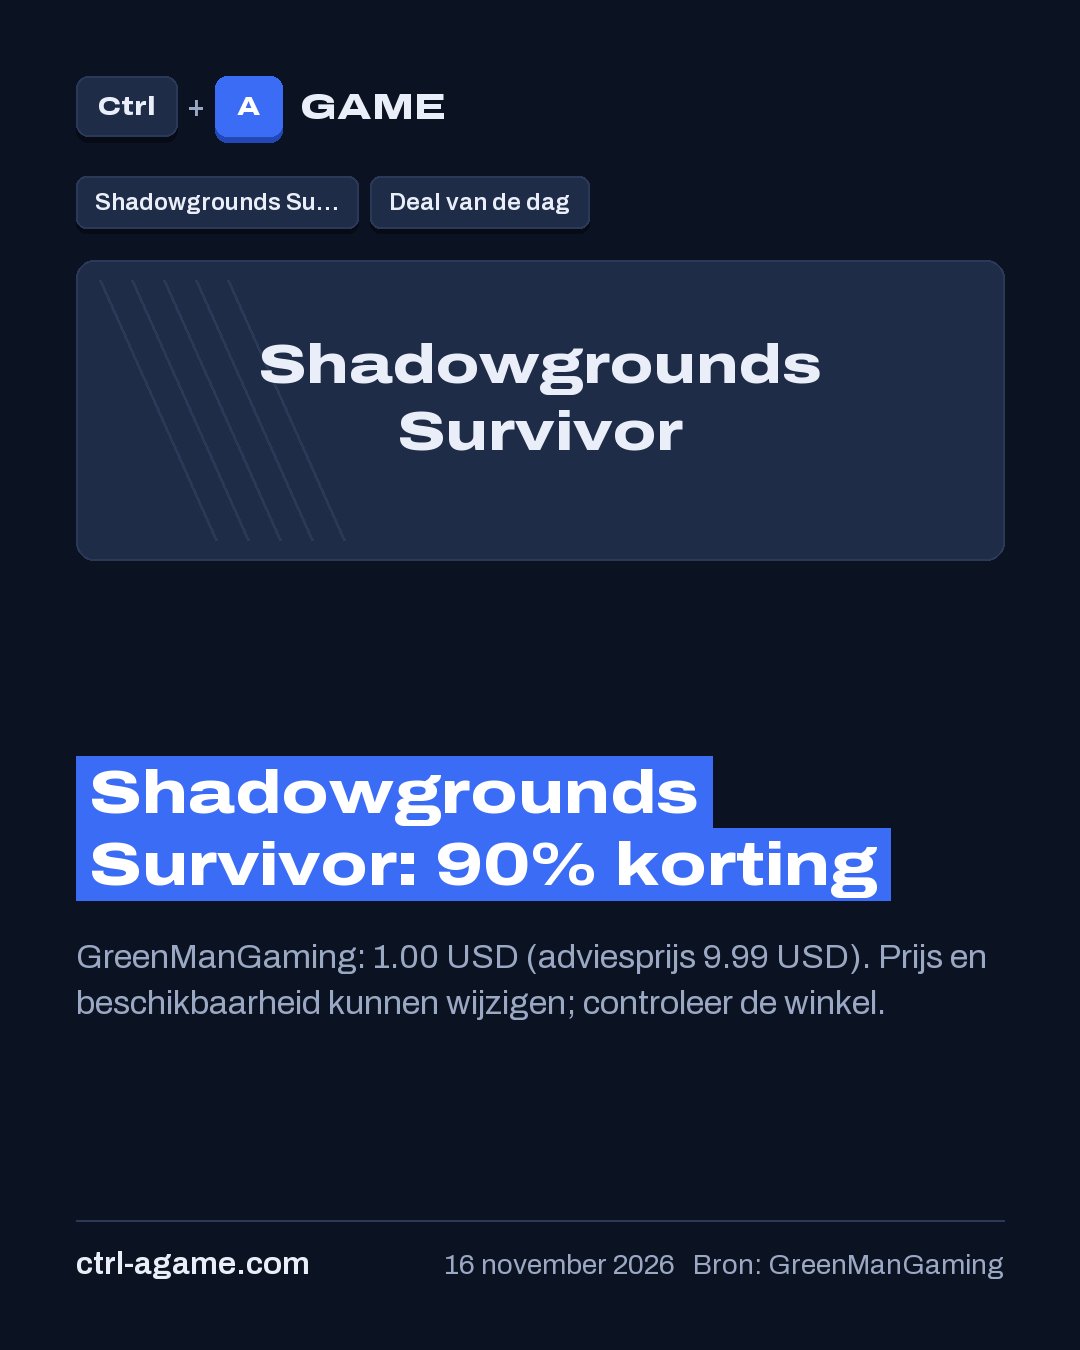 Ctrl + A GAME
Shadowgrounds Su... Deal van de dag
Shadowgrounds
Survivor
Shadowgrounds
Survivor: 90% korting
GreenManGaming: 1.00 USD (adviesprijs 9.99 USD). Prijs en
beschikbaarheid kunnen wijzigen; controleer de winkel.
ctrl-agame.com 16 november 2026 Bron: GreenManGaming